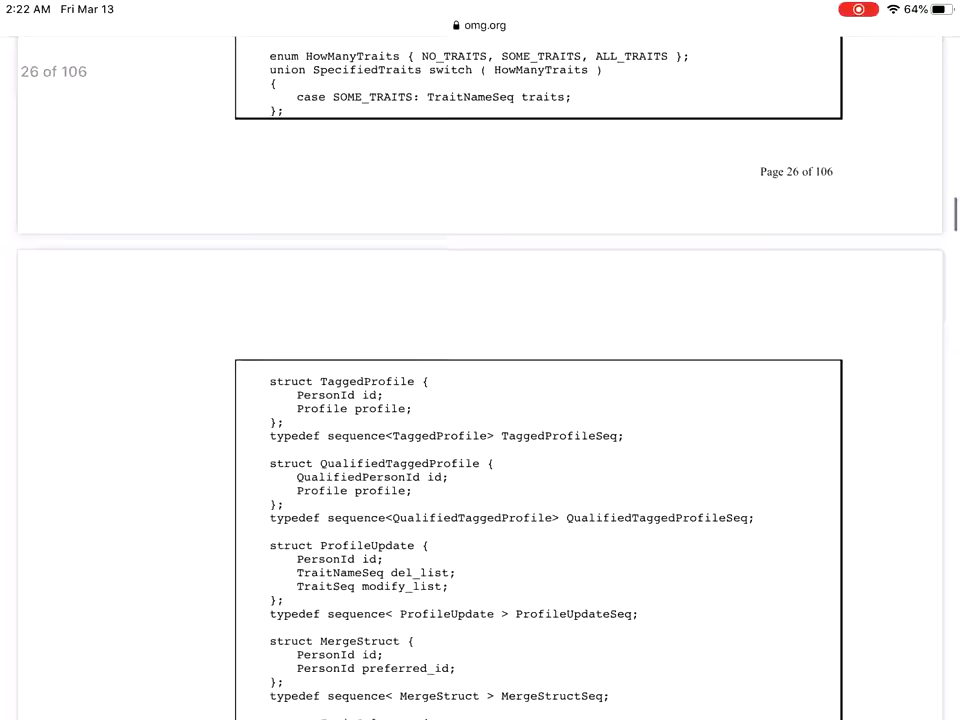 2:22 AM Fri Mar 13
64%
omg.org
26 of 106
enum HowManyTraits { NO_TRAITS, SOME_TRAITS, ALL_TRAITS };
union SpecifiedTraits switch ( HowManyTraits )
{
case SOME_TRAITS: TraitNameSeq traits;
};
Page 26 of 106
struct TaggedProfile {
PersonId id;
Profile profile;
};
typedef sequence<TaggedProfile> TaggedProfileSeq;
struct QualifiedTaggedProfile {
QualifiedPersonId id;
Profile profile;
};
typedef sequence<QualifiedTaggedProfile> QualifiedTaggedProfileSeq;
struct ProfileUpdate {
PersonId id;
TraitNameSeq del_list;
TraitSeq modify_list;
};
typedef sequence< ProfileUpdate > ProfileUpdateSeq;
struct MergeStruct {
PersonId id;
PersonId preferred_id;
};
typedef sequence< MergeStruct > MergeStructSeq;